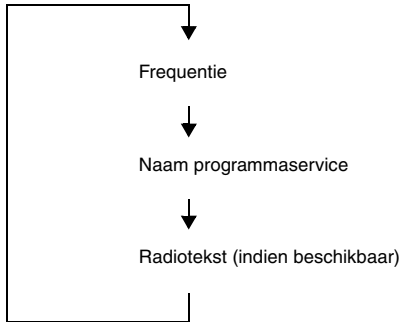 Frequentie
Naam programmaservice
Radiotekst (indien beschikbaar)